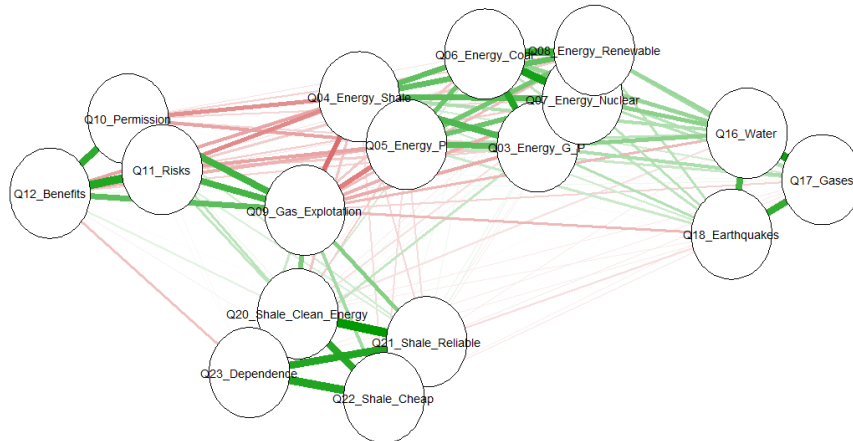 Q06_Energy_Coal
Q08_Energy_Renewable
Q04_Energy_Shale
Q07_Energy_Nuclear
Q10_Permission
Q16_Water
Q05_Energy_P
Q03_Energy_G_P
Q11_Risks
Q17_Gases
Q12_Benefits
Q09_Gas_Explotation
Q18_Earthquakes
Q20_Shale_Clean_Energy
Q21_Shale_Reliable
Q23_Dependence
Q22_Shale_Cheap